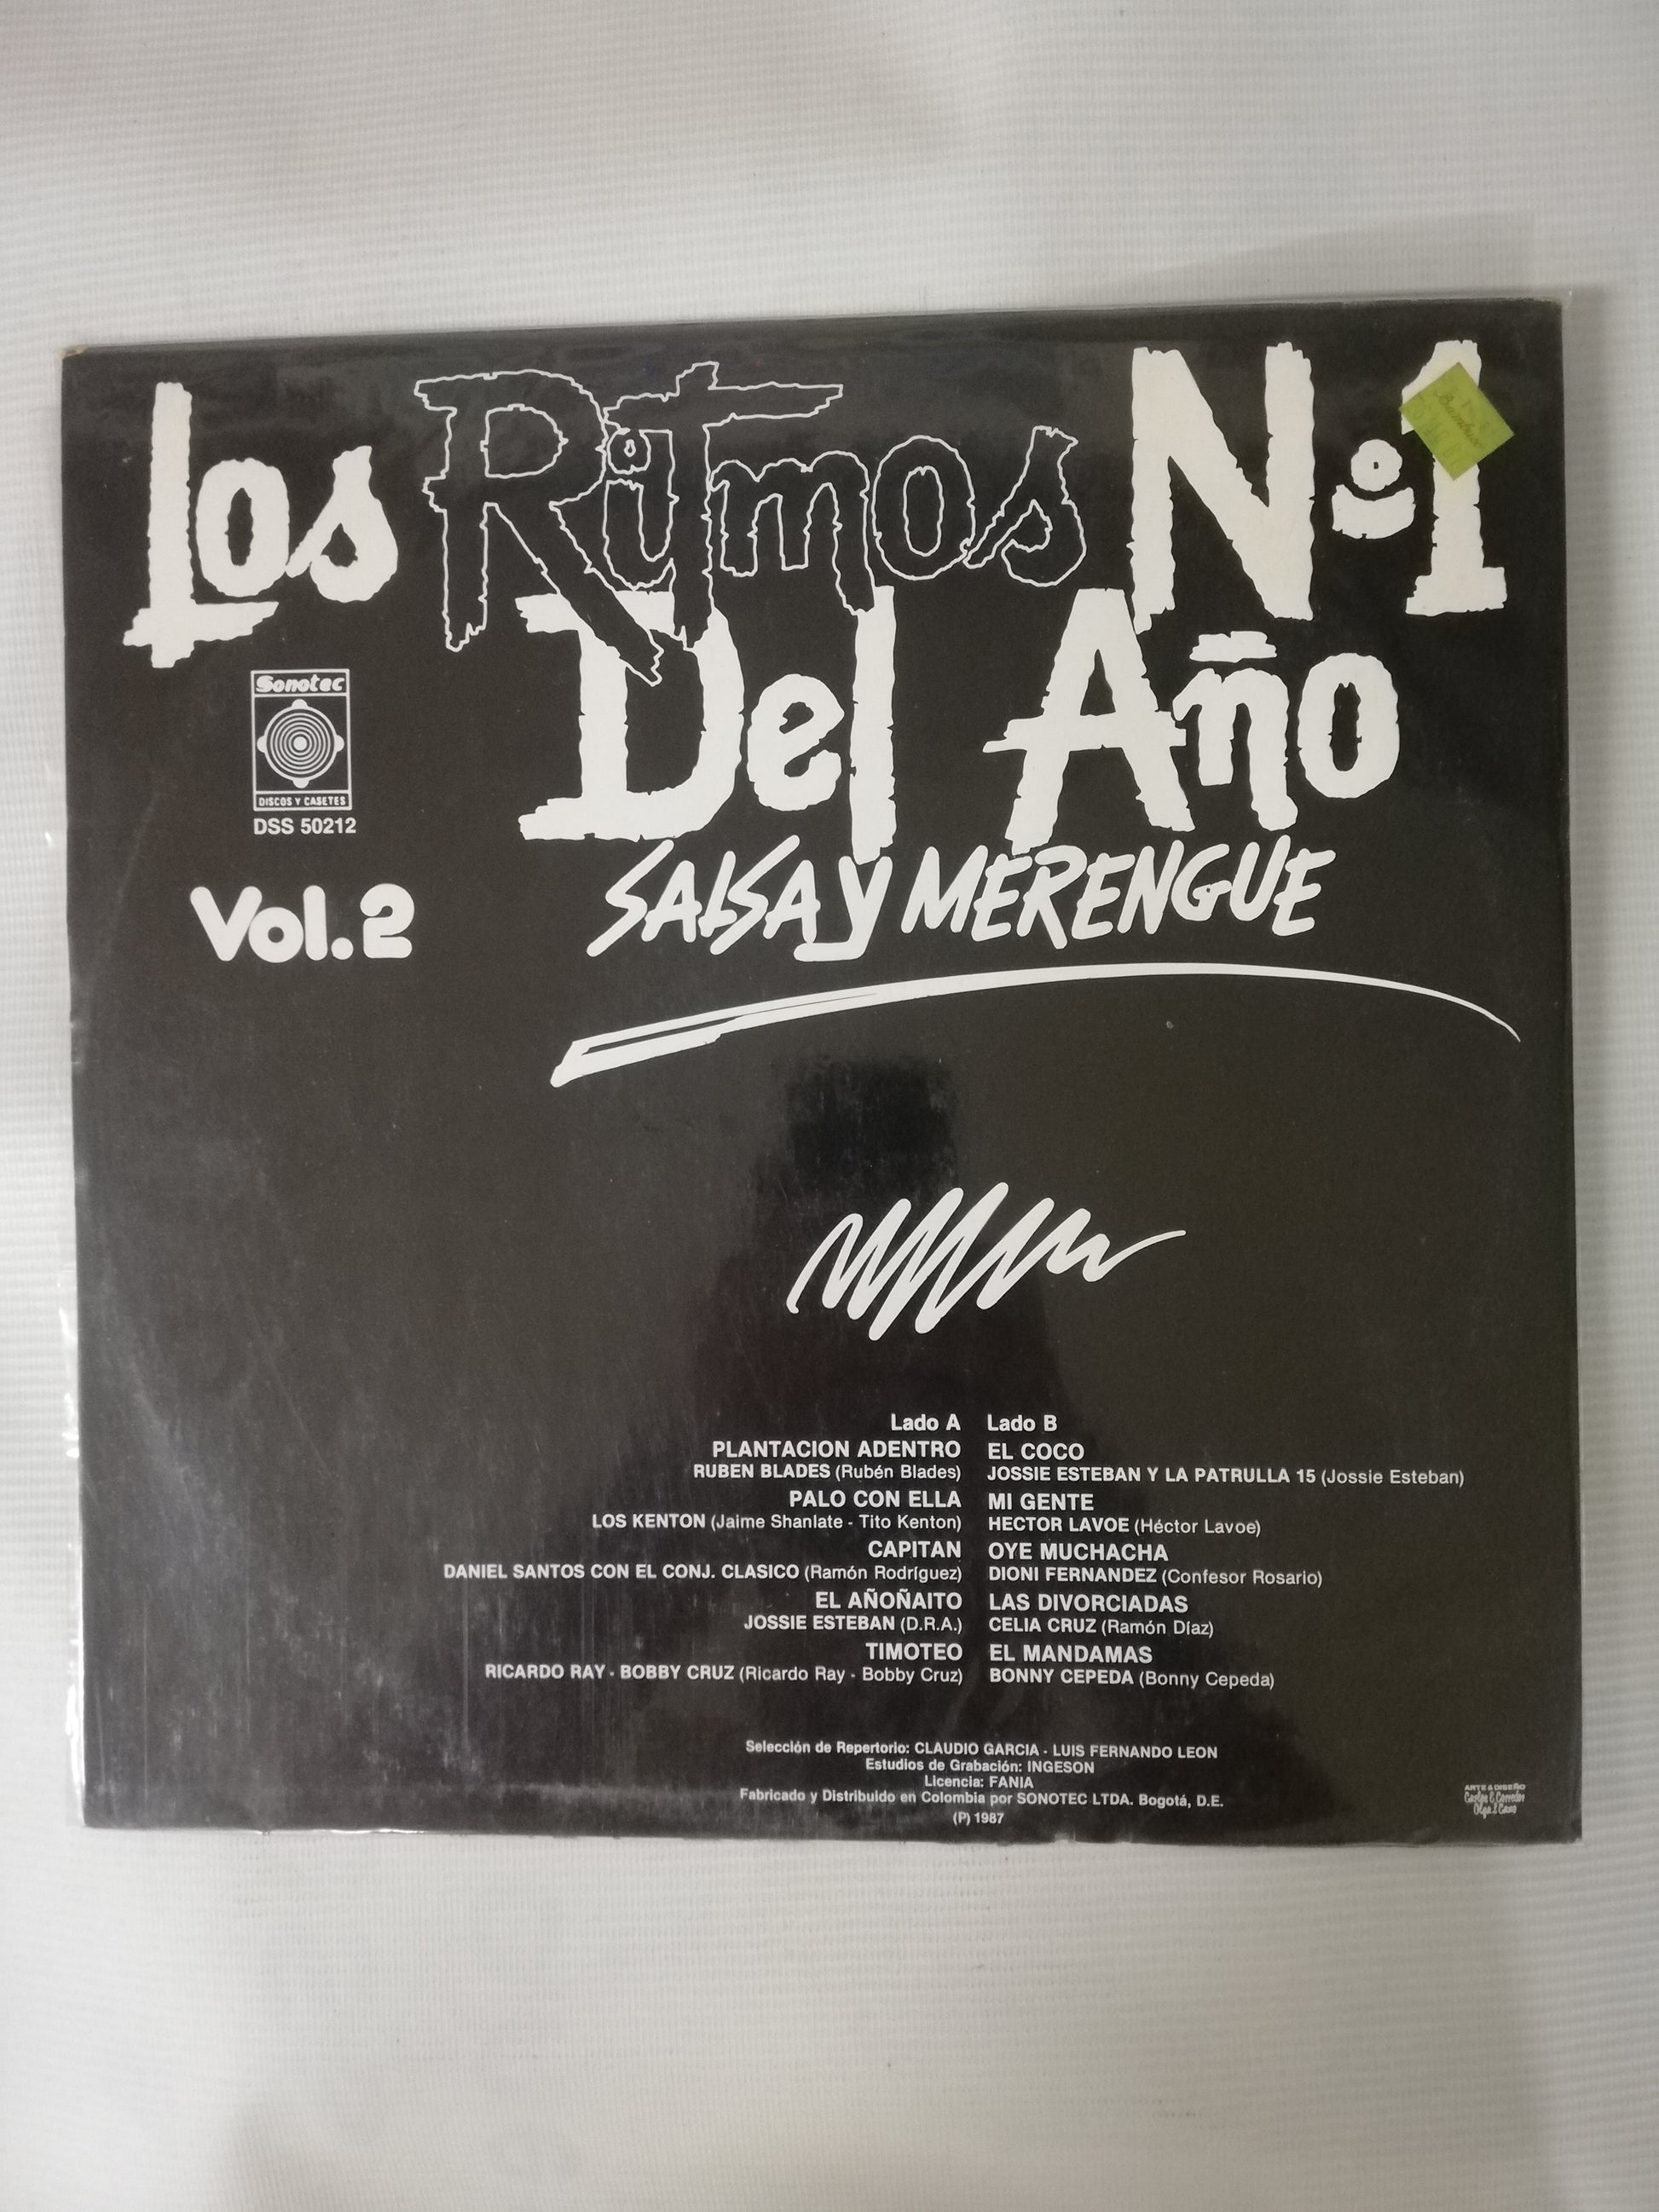 Los Ritmos Nº1
Del Año
SALSA Y MERENGUE
Sonotec
DISCOS Y CASETES
DSS 50212
Vol.2
Lado A
PLANTACION ADENTRO
RUBEN BLADES (Rubén Blades)
PALO CON ELLA
LOS KENTON (Jaime Shanlate - Tito Kenton)
CAPITAN
DANIEL SANTOS CON EL CONJ. CLASICO (Ramón Rodríguez)
EL AÑOÑAITO
JOSSIE ESTEBAN (D.R.A.)
TIMOTEO
RICARDO RAY - BOBBY CRUZ (Ricardo Ray - Bobby Cruz)
Lado B
EL COCO
JOSSIE ESTEBAN Y LA PATRULLA 15 (Jossie Esteban)
MI GENTE
HECTOR LAVOE (Héctor Lavoe)
OYE MUCHACHA
DIONI FERNANDEZ (Confesor Rosario)
LAS DIVORCIADAS
CELIA CRUZ (Ramón Díaz)
EL MANDAMAS
BONNY CEPEDA (Bonny Cepeda)
Selección de Repertorio: CLAUDIO GARCIA - LUIS FERNANDO LEON
Estudios de Grabación: INGESON
Licencia: FANIA
Fabricado y Distribuido en Colombia por SONOTEC LTDA. Bogotá, D.E.
(P) 1987
ARTE & DISEÑO